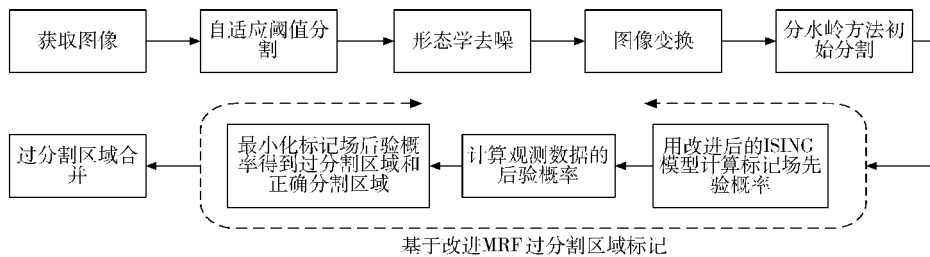 获取图像
自适应阈值分
割
形态学去噪
图像变换
分水岭方法初
始分割
用改进后的ISING
模型计算标记场先
验概率
计算观测数据的
后验概率
最小化标记场后验概
率得到过分割区域和
正确分割区域
过分割区域合
并
基于改进MRF过分割区域标记